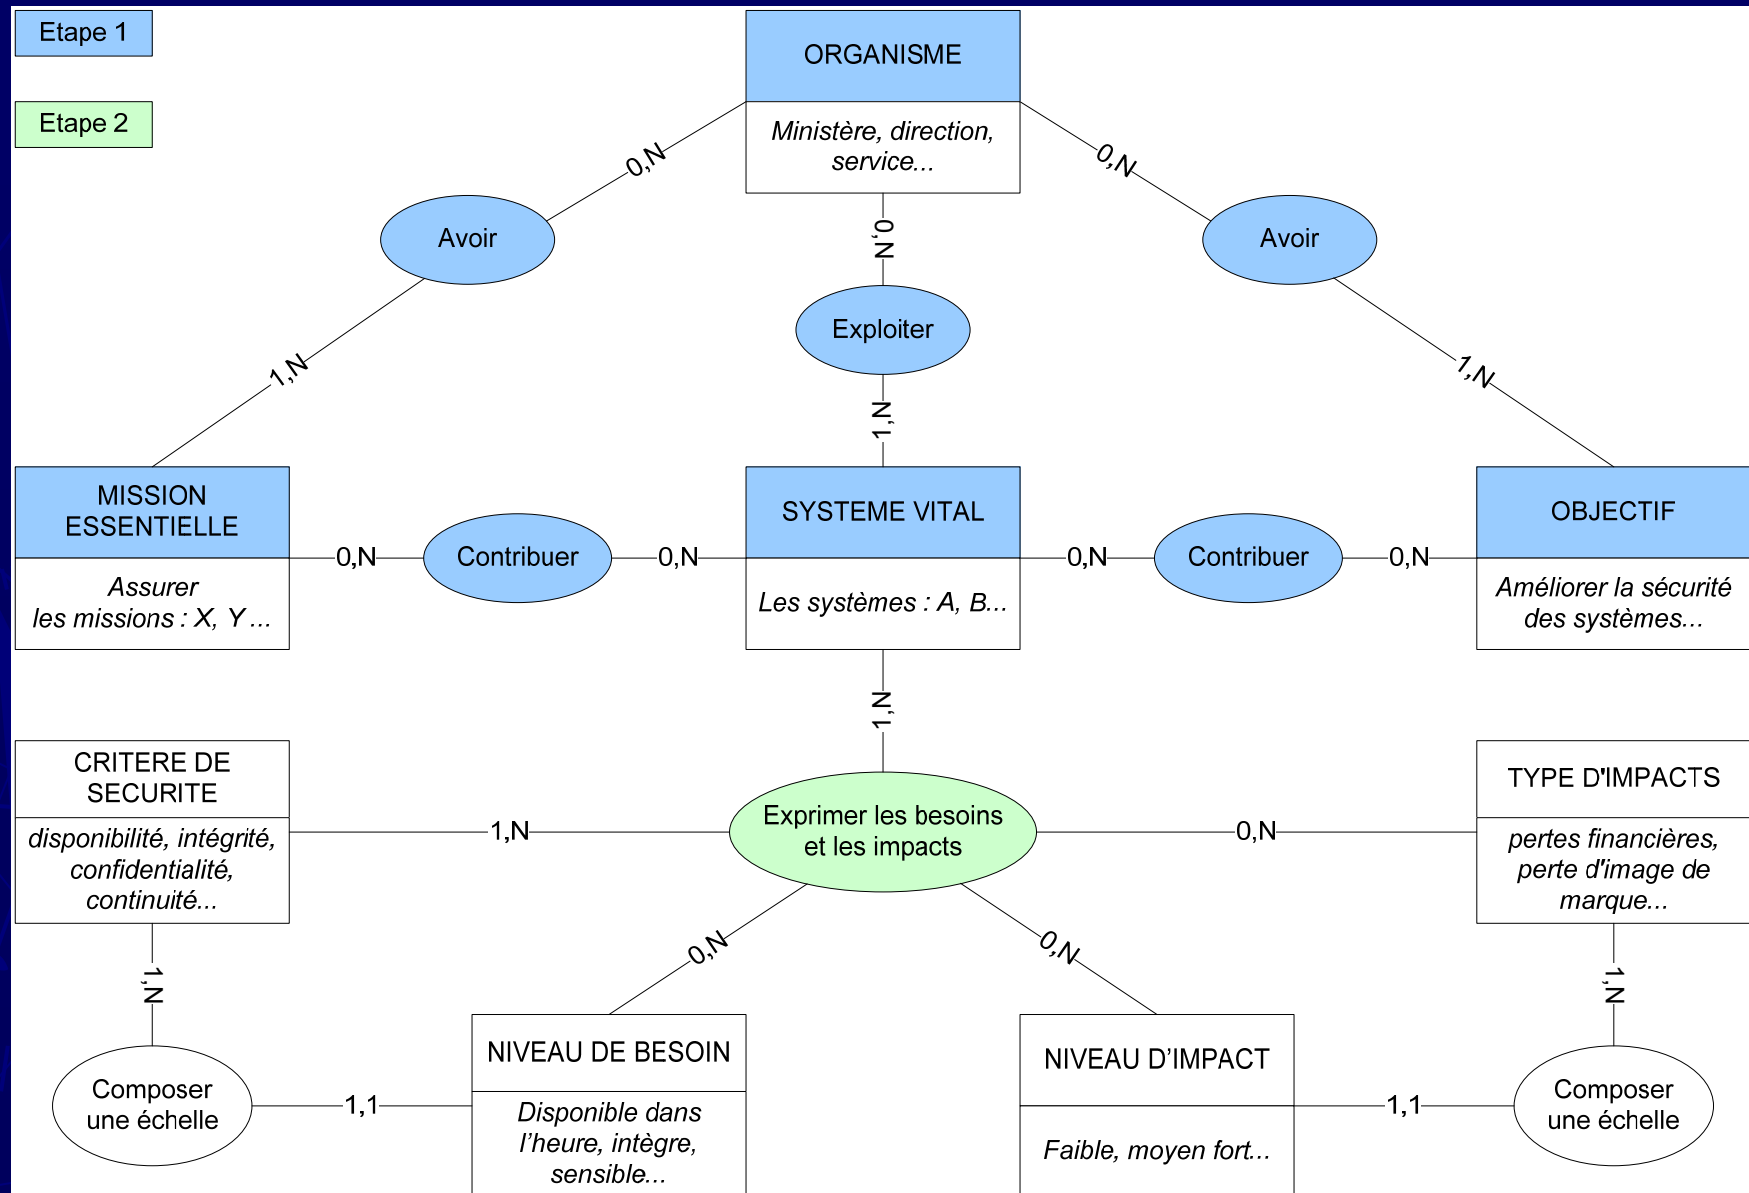 Etape 1
ORGANISME
Etape 2
Ministère, direction,
service...
0,N
0,N
0,N
Avoir
Avoir
Exploiter
1,N
1,N
1,N
MISSION
ESSENTIELLE
SYSTEME VITAL
OBJECTIF
0,N
Contribuer
0,N
0,N
Contribuer
0,N
Assurer
les missions : X, Y ...
Les systèmes : A, B...
Améliorer la sécurité
des systèmes...
1,N
CRITERE DE
SECURITE
TYPE D'IMPACTS
Exprimer les besoins
et les impacts
1,N
0,N
disponibilité, intégrité,
confidentialité,
continuité...
pertes financières,
perte d'image de
marque...
0,N
0,N
1,N
1,N
NIVEAU DE BESOIN
NIVEAU D’IMPACT
Composer
une échelle
1,1
Disponible dans
l’heure, intègre,
sensible...
Faible, moyen fort...
1,1
Composer
une échelle